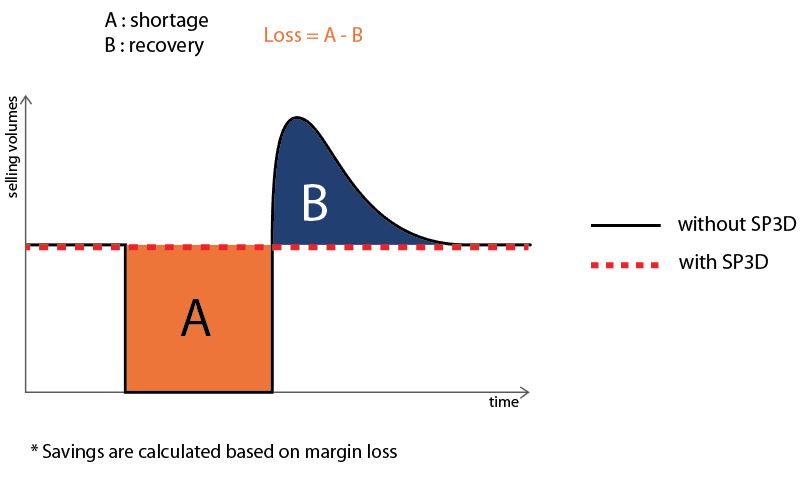 A : shortage
B : recovery
Loss = A - B
selling volumes
B
A
without SP3D
with SP3D
time
* Savings are calculated based on margin loss